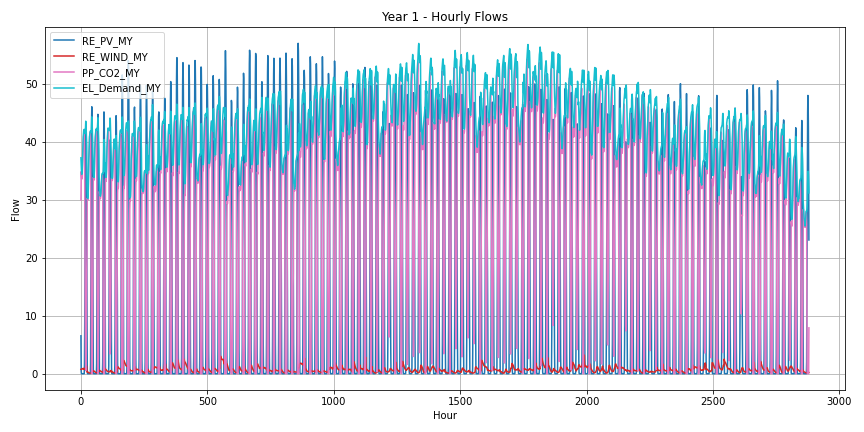 Year 1 - Hourly Flows
RE_PV_MY
RE_WIND_MY
PP_CO2_MY
EL_Demand_MY
50
40
30
20
10
0
Flow
0
500
1000
1500
2000
2500
3000
Hour